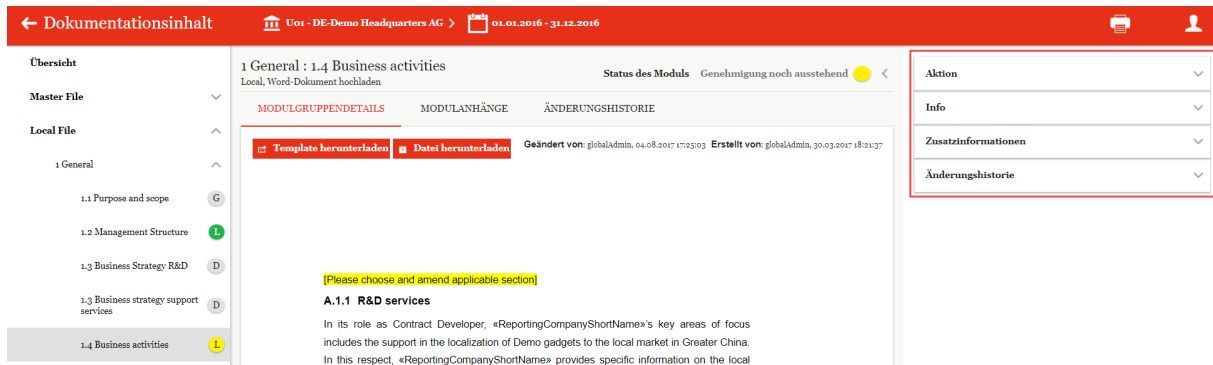 Dokumentationsinhalt
U01 - DE-Demo Headquarters AG
01.01.2016 - 31.12.2016
Übersicht
Master File
Local File
1 General
1.1 Purpose and scope G
1.2 Management Structure L
1.3 Business Strategy R&D D
1.3 Business strategy support
services D
1.4 Business activities L
1 General : 1.4 Business activities
Local, Word-Dokument hochladen
Status des Moduls Genehmigung noch ausstehend
MODULGRUPPENDETAILS MODULANHÄNGE ÄNDERUNGSHISTORIE
Template herunterladen Datei herunterladen
Geändert von: globalAdmin, 04.08.2017 17:25:03 Erstellt von: globalAdmin, 30.03.2017 18:21:37
[Please choose and amend applicable section]
A.1.1 R&D services
In its role as Contract Developer, «ReportingCompanyShortName»'s key areas of focus
includes the support in the localization of Demo gadgets to the local market in Greater China.
In this respect, «ReportingCompanyShortName» provides specific information on the local
Aktion
Info
Zusatzinformationen
Änderungshistorie